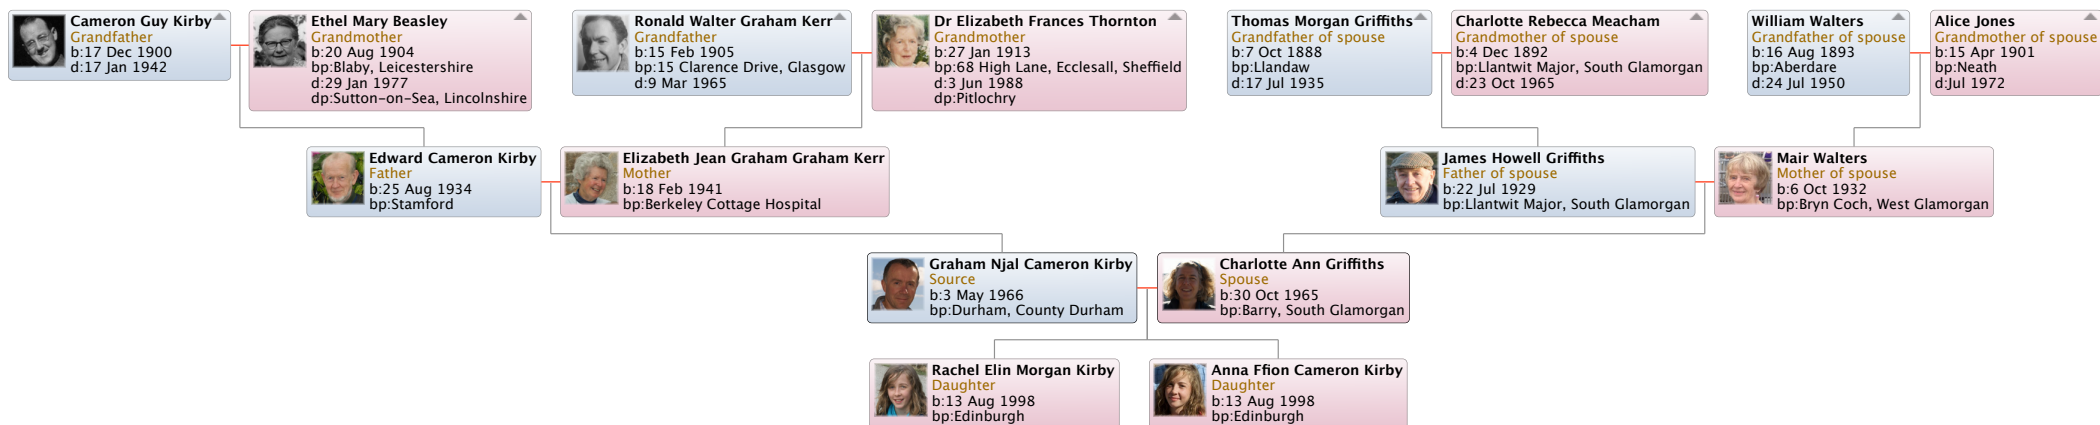 Cameron Guy Kirby
Grandfather
b:17 Dec 1900
d:17 Jan 1942
Ethel Mary Beasley
Grandmother
b:20 Aug 1904
bp:Blaby, Leicestershire
d:29 Jan 1977
dp:Sutton-on-Sea, Lincolnshire
Ronald Walter Graham Kerr
Grandfather
b:15 Feb 1905
bp:15 Clarence Drive, Glasgow
d:9 Mar 1965
Dr Elizabeth Frances Thornton
Grandmother
b:27 Jan 1913
bp:68 High Lane, Ecclesall, Sheffield
d:3 Jun 1988
dp:Pitlochry
Thomas Morgan Griffiths
Grandfather of spouse
b:7 Oct 1888
bp:Llandaw
d:17 Jul 1935
Charlotte Rebecca Meacham
Grandmother of spouse
b:4 Dec 1892
bp:Llantwit Major, South Glamorgan
d:23 Oct 1965
William Walters
Grandfather of spouse
b:16 Aug 1893
bp:Aberdare
d:24 Jul 1950
Alice Jones
Grandmother of spouse
b:15 Apr 1901
bp:Neath
d:Jul 1972
Edward Cameron Kirby
Father
b:25 Aug 1934
bp:Stamford
Elizabeth Jean Graham Graham Kerr
Mother
b:18 Feb 1941
bp:Berkeley Cottage Hospital
James Howell Griffiths
Father of spouse
b:22 Jul 1929
bp:Llantwit Major, South Glamorgan
Mair Walters
Mother of spouse
b:6 Oct 1932
bp:Bryn Coch, West Glamorgan
Graham Njal Cameron Kirby
Source
b:3 May 1966
bp:Durham, County Durham
Charlotte Ann Griffiths
Spouse
b:30 Oct 1965
bp:Barry, South Glamorgan
Rachel Elin Morgan Kirby
Daughter
b:13 Aug 1998
bp:Edinburgh
Anna Ffion Cameron Kirby
Daughter
b:13 Aug 1998
bp:Edinburgh